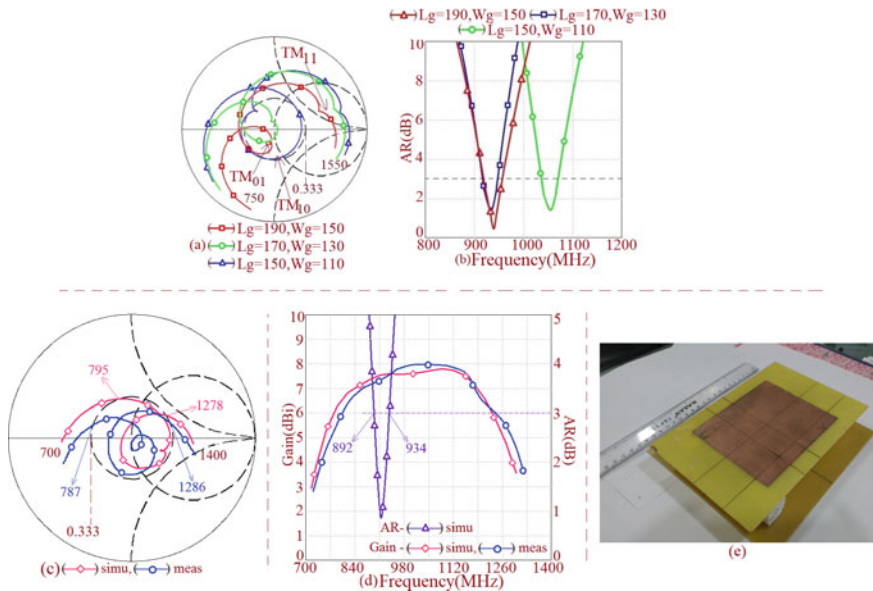 TM11
TM01
750
TM10
0.333
1550
Lg=190,Wg=150
(a) Lg=170,Wg=130
Lg=150,Wg=110
Lg=190,Wg=150 Lg=170,Wg=130
Lg=150,Wg=110
10
8
6
4
2
0
AR(dB)
800 900 1000 1100 1200
(b)Frequency(MHz)
795
1278
700
1400
787
1286
0.333
(c) simu, meas
10
9
8
7
6
5
4
3
2
1
0
Gain(dBi)
5
4
3
2
1
0
AR(dB)
892
934
AR- simu
Gain - simu, meas
700 840 980 1120 1260 1400
(d)Frequency(MHz)
(e)